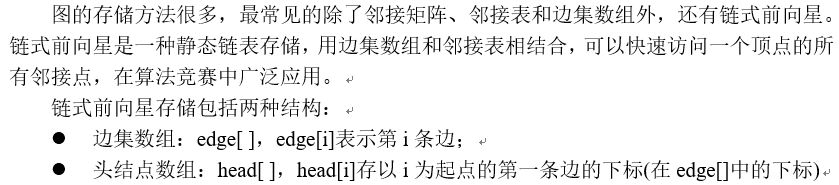 图的存储方法很多，最常见的除了邻接矩阵、邻接表和边集数组外，还有链式前向星。
链式前向星是一种静态链表存储，用边集数组和邻接表相结合，可以快速访问一个顶点的所
有邻接点，在算法竞赛中广泛应用。
链式前向星存储包括两种结构：
● 边集数组：edge[ ]，edge[i]表示第 i 条边；
● 头结点数组：head[ ]，head[i]存以 i 为起点的第一条边的下标(在 edge[]中的下标)